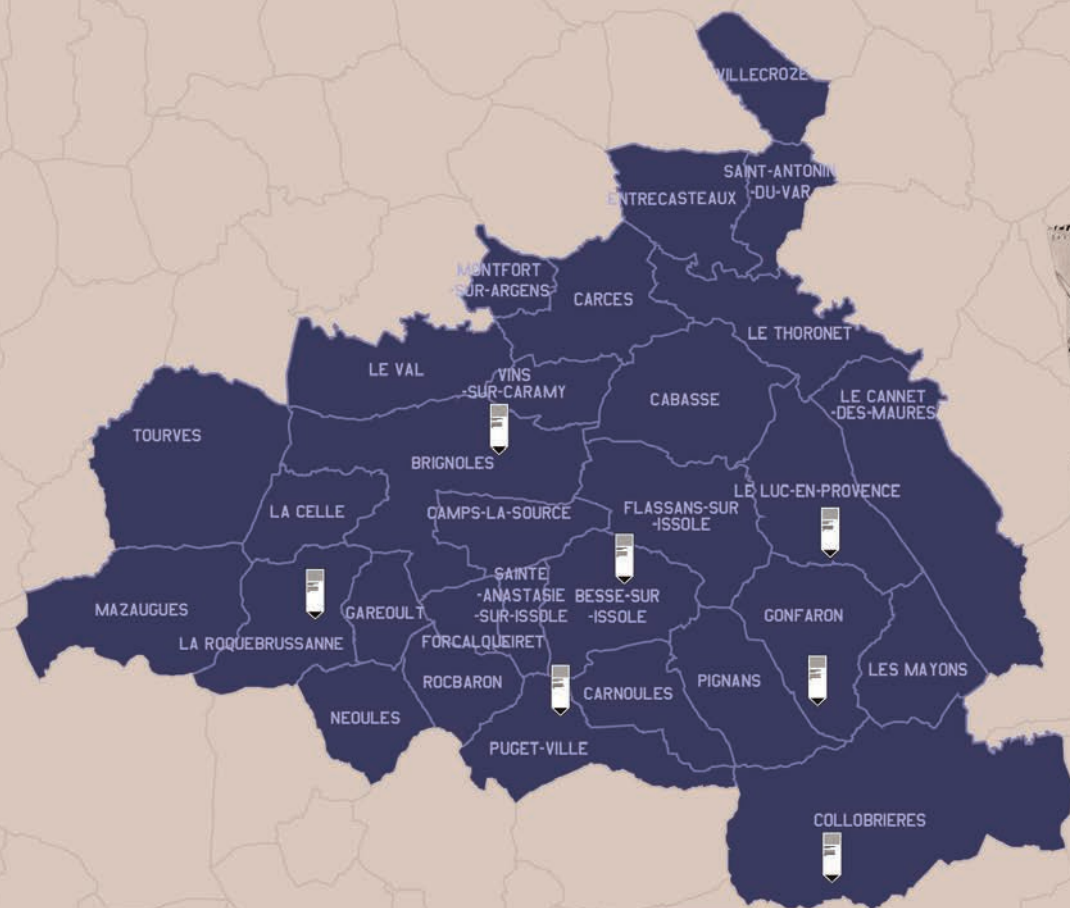 VILLECROZE
SAINT-ANTONIN
-DU-VAR
ENTRECASTEAUX
MONTFORT
-SUR-ARGENS
CARCES
LE THORONET
LE VAL
VINS
-SUR-CARAMY
CABASSE
LE CANNET
-DES-MAURES
TOURVES
BRIGNOLES
LE LUC-EN-PROVENCE
LA CELLE
CAMPS-LA-SOURCE
FLASSANS-SUR
-ISSOLE
SAINTE
-ANASTASIE
-SUR-ISSOLE
BESSE-SUR
-ISSOLE
MAZAUGUES
GAREOULT
GONFARON
LA ROQUEBRUSSANNE
FORCALQUEIRET
LES MAYONS
ROCBARON
CARNOULES
PIGNANS
NEOULES
PUGET-VILLE
COLLOBRIERES